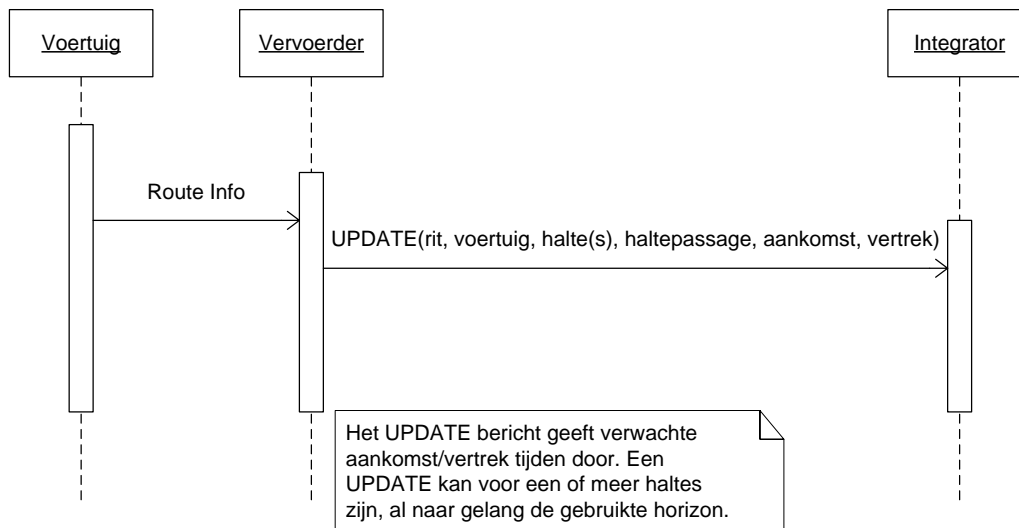 Voertuig
Vervoerder
Integrator
Route Info
UPDATE(rit, voertuig, halte(s), haltepassage, aankomst, vertrek)
Het UPDATE bericht geeft verwachte
aankomst/vertrek tijden door. Een
UPDATE kan voor een of meer haltes
zijn, al naar gelang de gebruikte horizon.